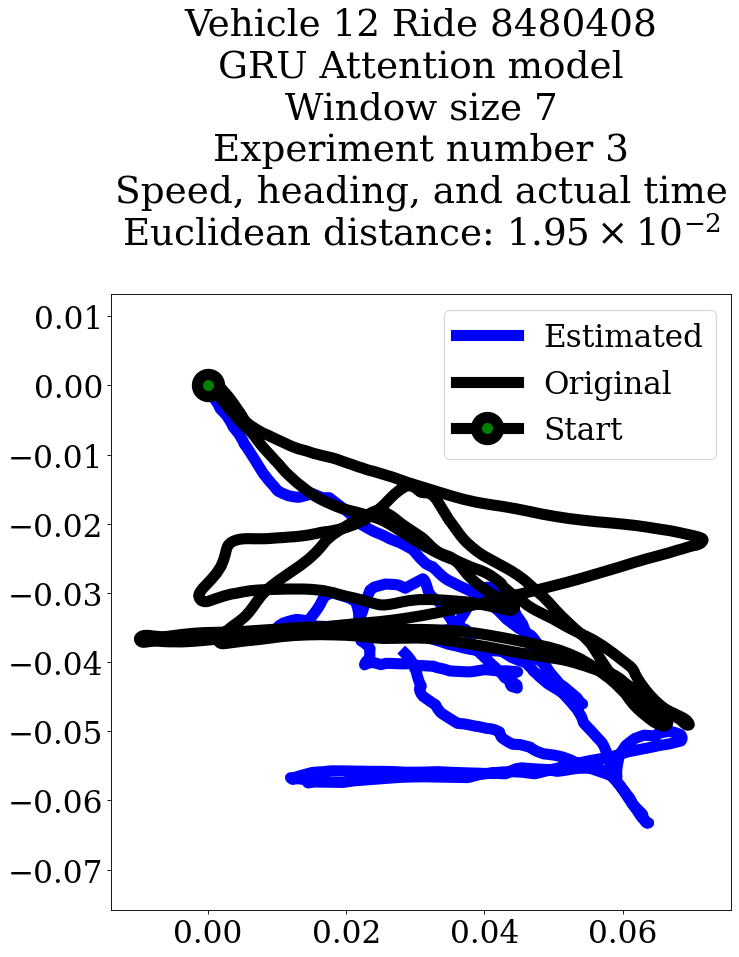 Vehicle 12 Ride 8480408
GRU Attention model
Window size 7
Experiment number 3
Speed, heading, and actual time
Euclidean distance: 1.95 × 10⁻²
Estimated
Original
Start
0.01
0.00
−0.01
−0.02
−0.03
−0.04
−0.05
−0.06
−0.07
0.00 0.02 0.04 0.06